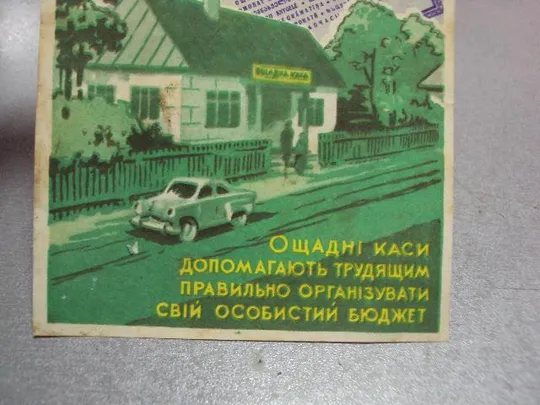 ОЩАДНА КАСА
ОЩАДНІ КАСИ
ДОПОМАГАЮТЬ ТРУДЯЩИМ
ПРАВИЛЬНО ОРГАНІЗУВАТИ
СВІЙ ОСОБИСТИЙ БЮДЖЕТ